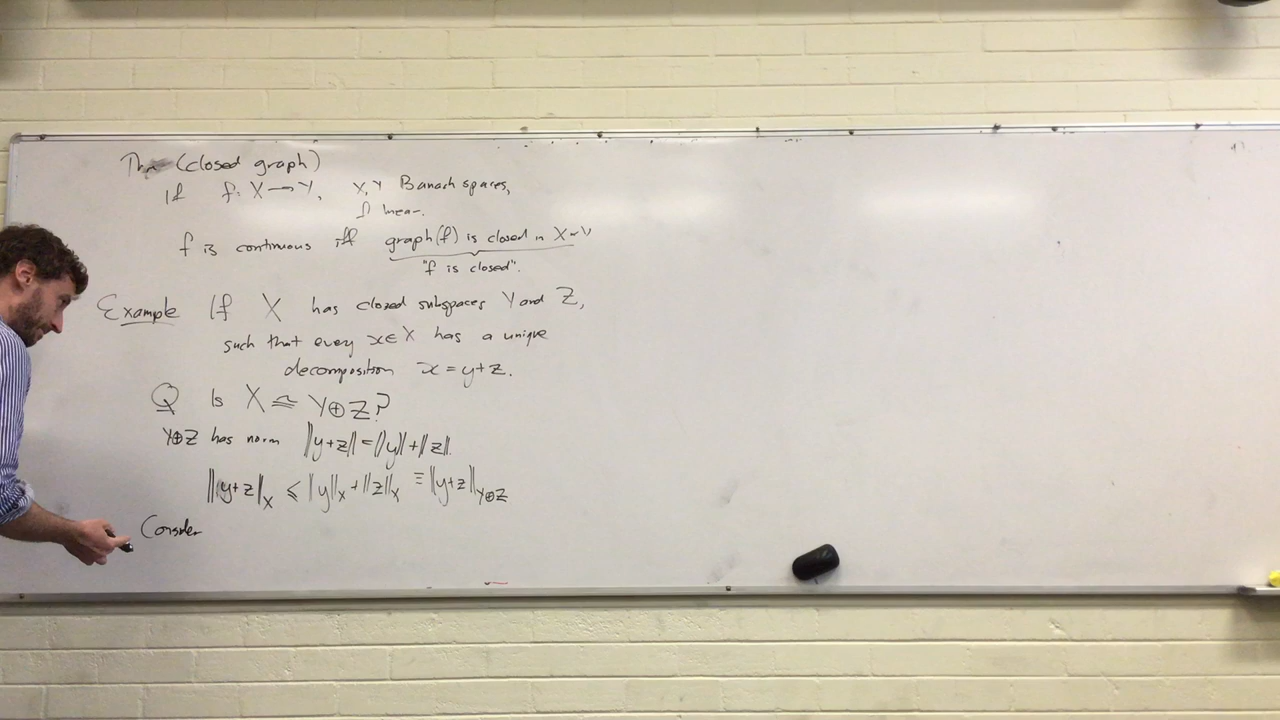 Thm (closed graph)
If f: X → Y, X, Y Banach spaces,
f linear.
f is continuous iff graph(f) is closed in X×Y
"f is closed".
Example If X has closed subspaces Y and Z,
such that every x∈X has a unique
decomposition x = y+z.
Q Is X ≅ Y⊕Z?
Y⊕Z has norm ‖y+z‖=‖y‖+‖z‖.
‖y+z‖_X ≤ ‖y‖_X + ‖z‖_X ≡ ‖y+z‖_Y⊕Z
Consider